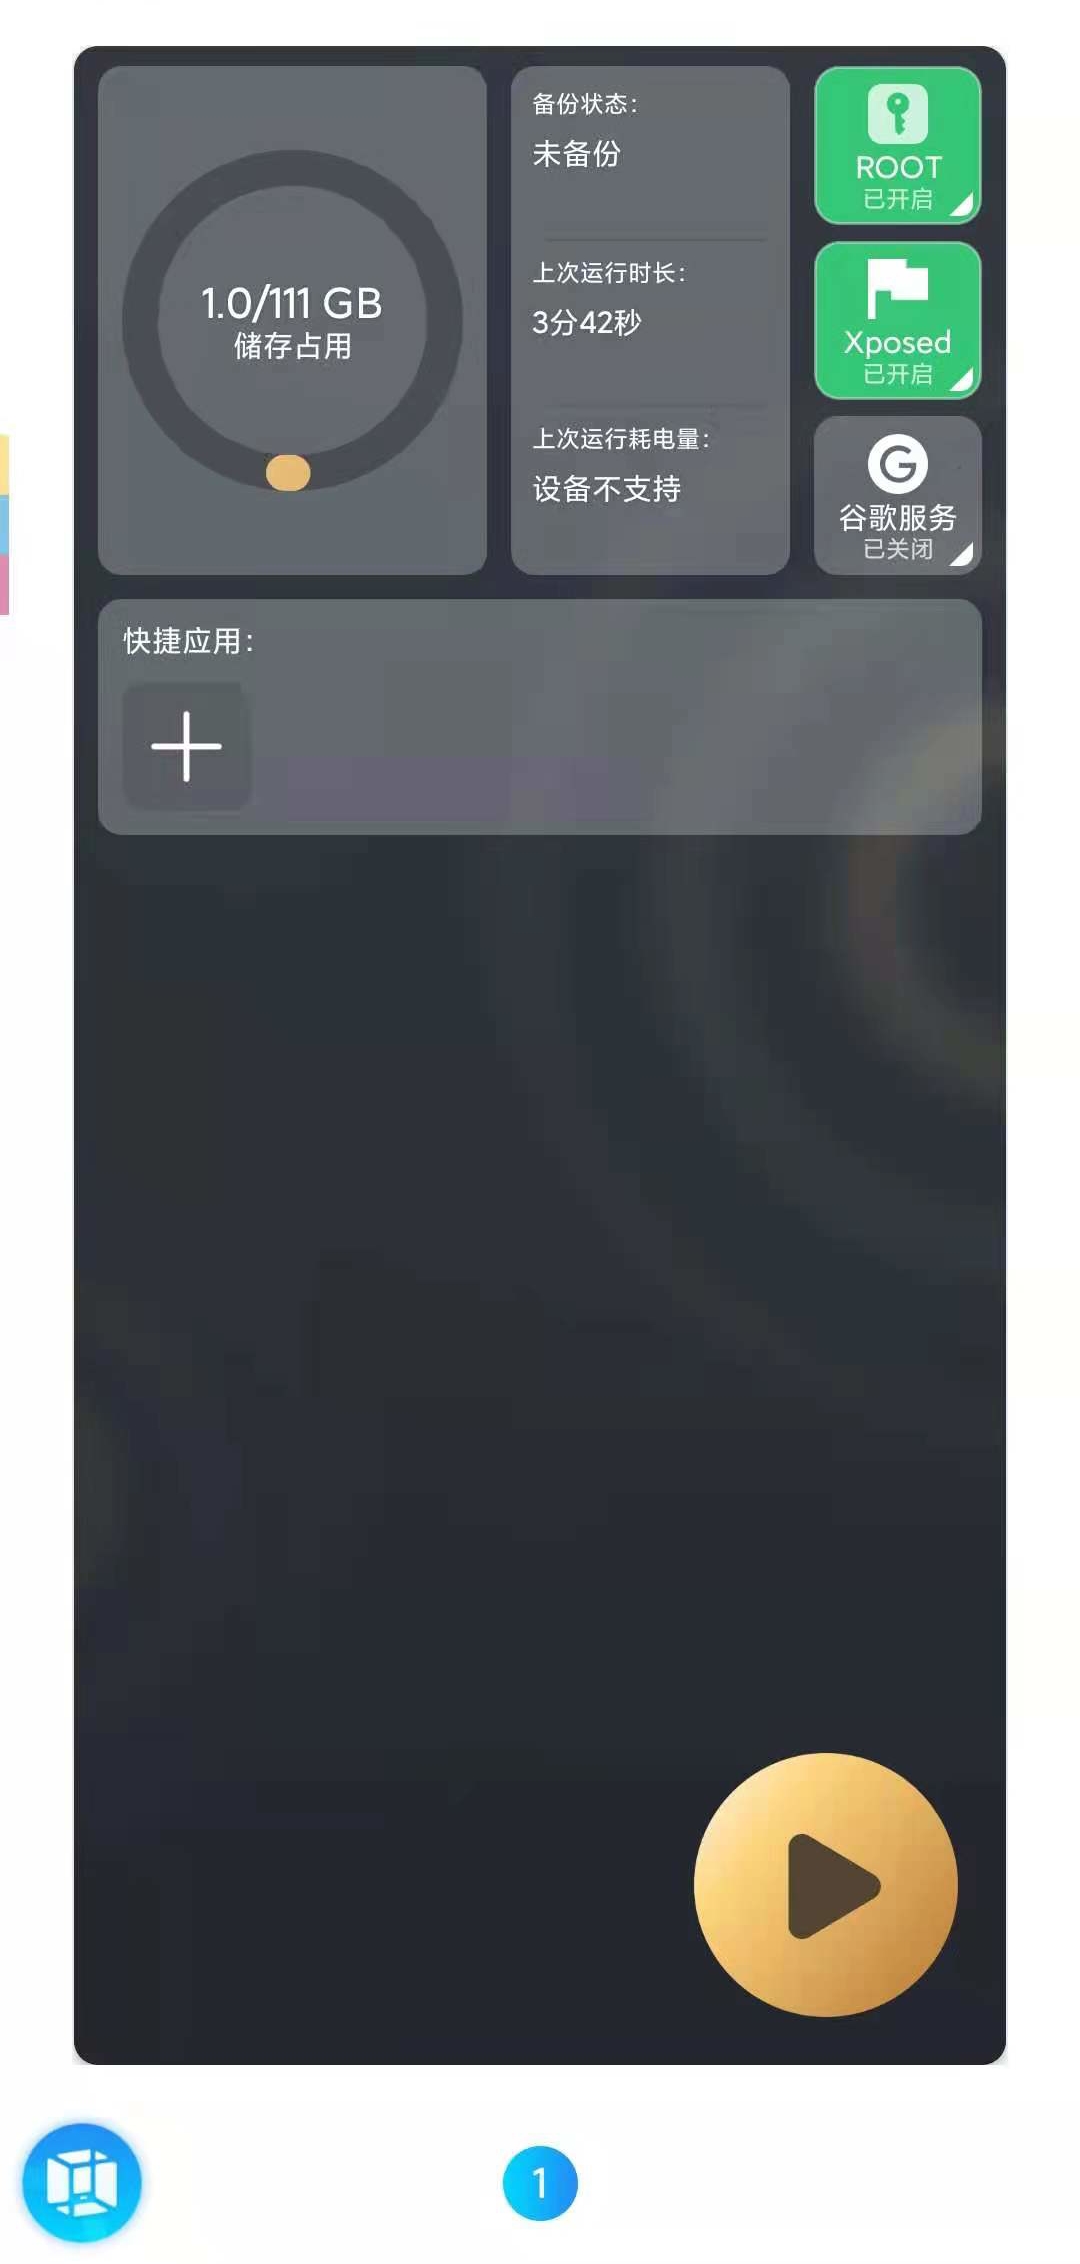 1.0/111 GB
储存占用
备份状态：
未备份
上次运行时长：
3分42秒
上次运行耗电量：
设备不支持
ROOT
已开启
Xposed
已开启
G
谷歌服务
已关闭
快捷应用：
1